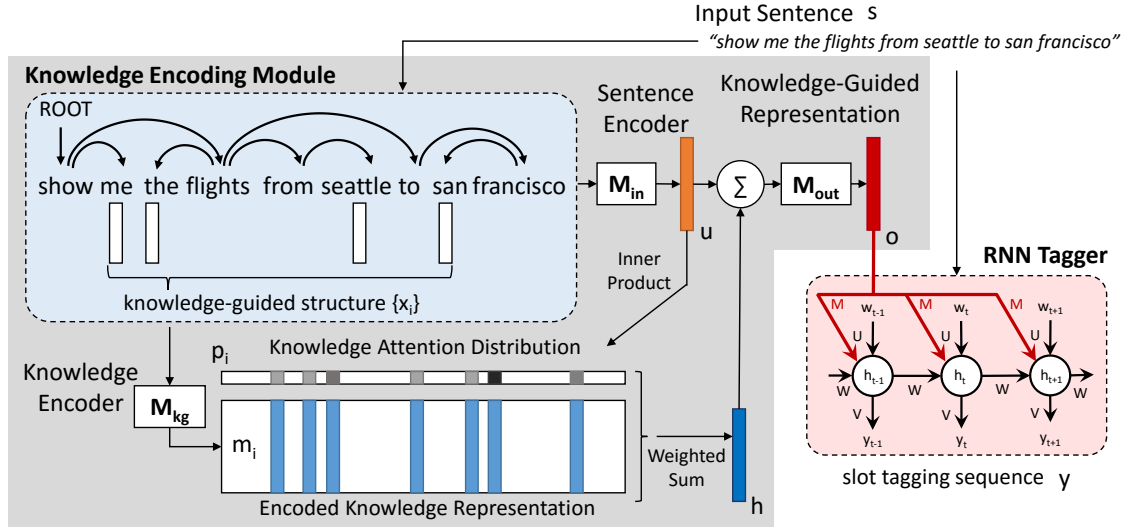 Input Sentence s
“show me the flights from seattle to san francisco”
Knowledge Encoding Module
ROOT
show me the flights from seattle to san francisco
knowledge-guided structure {xᵢ}
Sentence
Encoder
Knowledge-Guided
Representation
M_in
u
∑
M_out
o
Inner
Product
RNN Tagger
M M M
w_t-1 w_t w_t+1
U U U
h_t-1 h_t h_t+1
W W W W
V V V
y_t-1 y_t y_t+1
slot tagging sequence y
pᵢ
Knowledge Attention Distribution
Knowledge
Encoder
M_kg
mᵢ
Encoded Knowledge Representation
Weighted
Sum
h